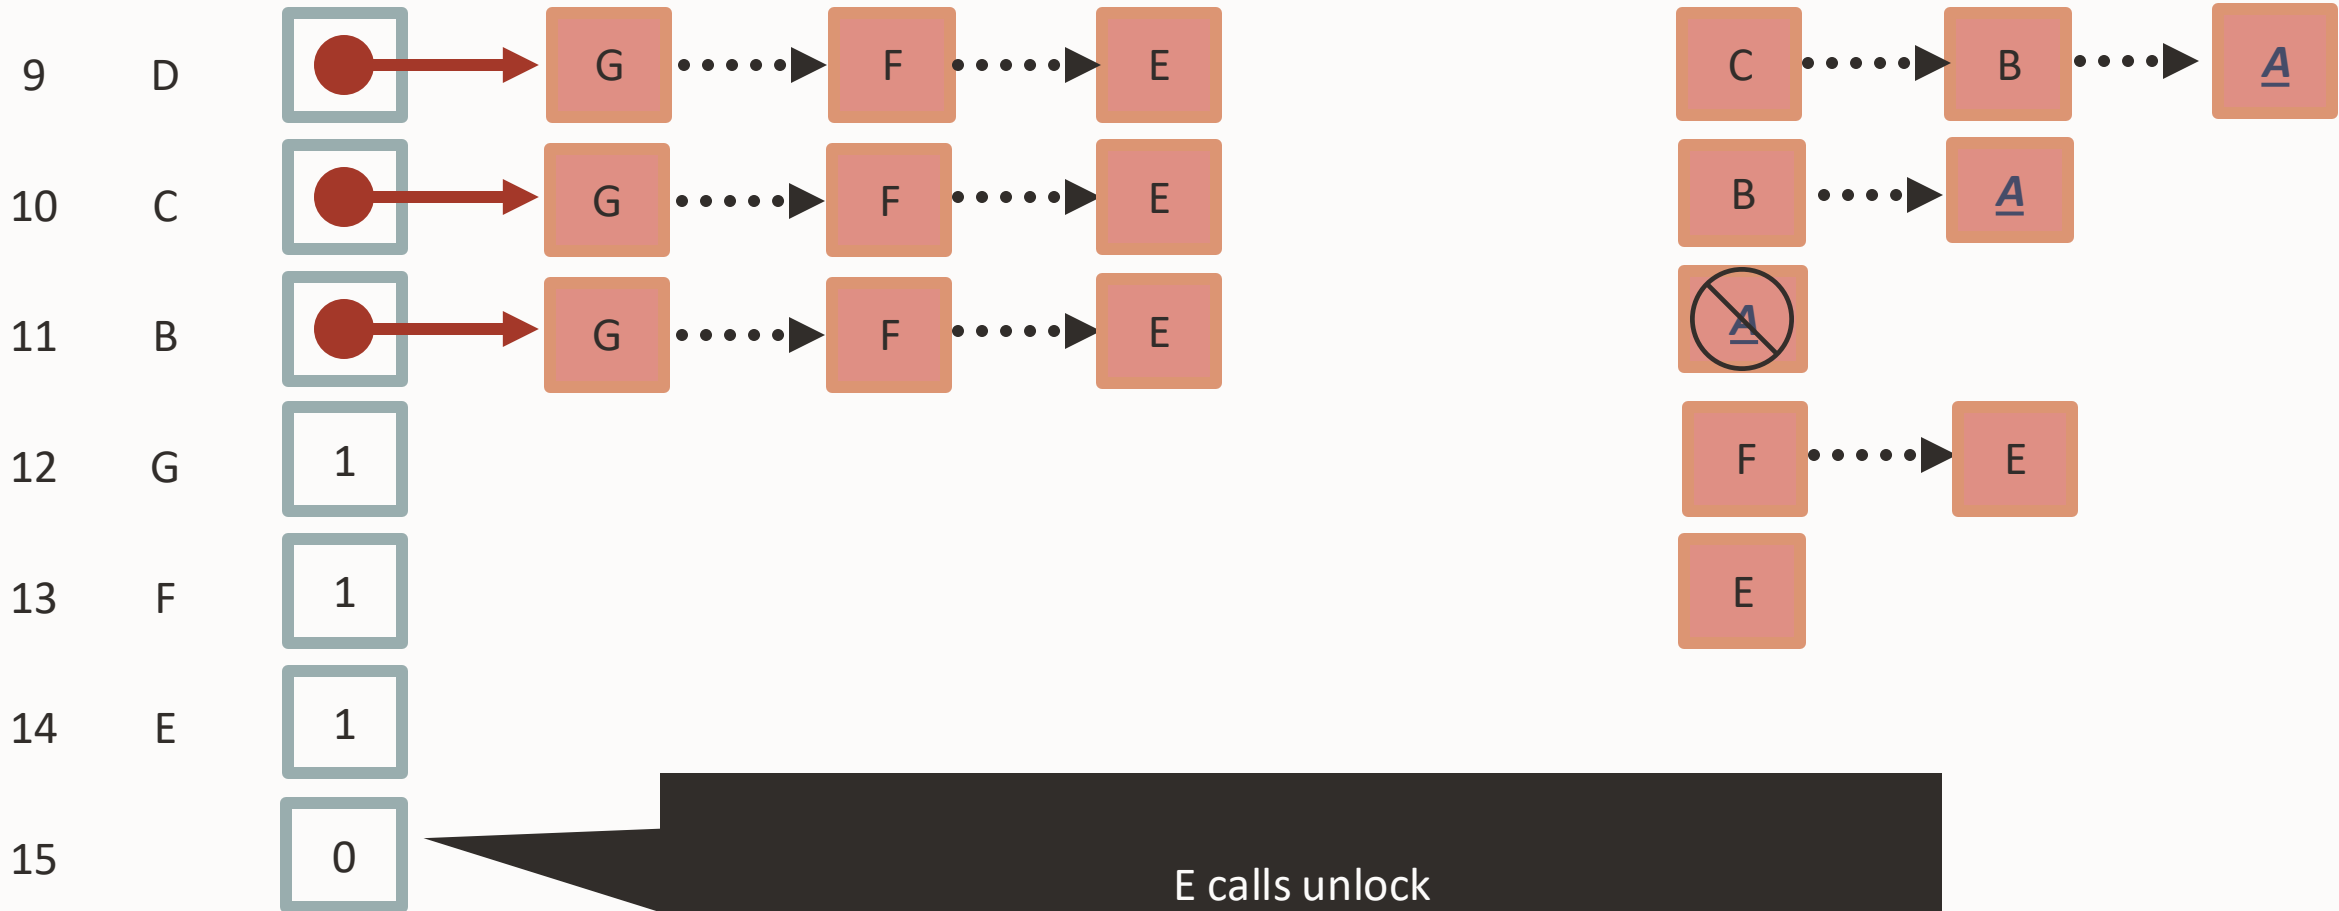 9 D G F E C B A
10 C G F E B A
11 B G F E A
12 G 1 F E
13 F 1 E
14 E 1
15 0
E calls unlock